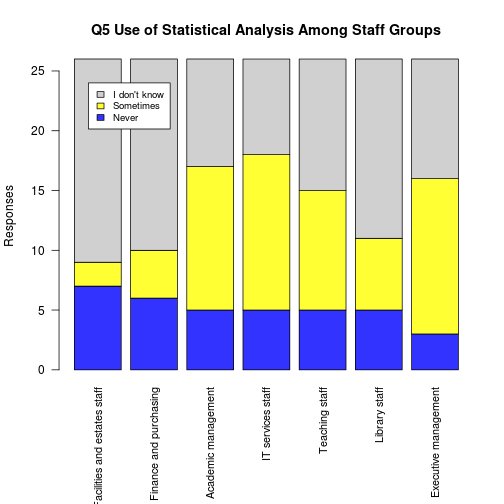 Q5 Use of Statistical Analysis Among Staff Groups
Responses
25
20
15
10
5
0
I don't know
Sometimes
Never
acilities and estates staff
Finance and purchasing
Academic management
IT services staff
Teaching staff
Library staff
Executive management